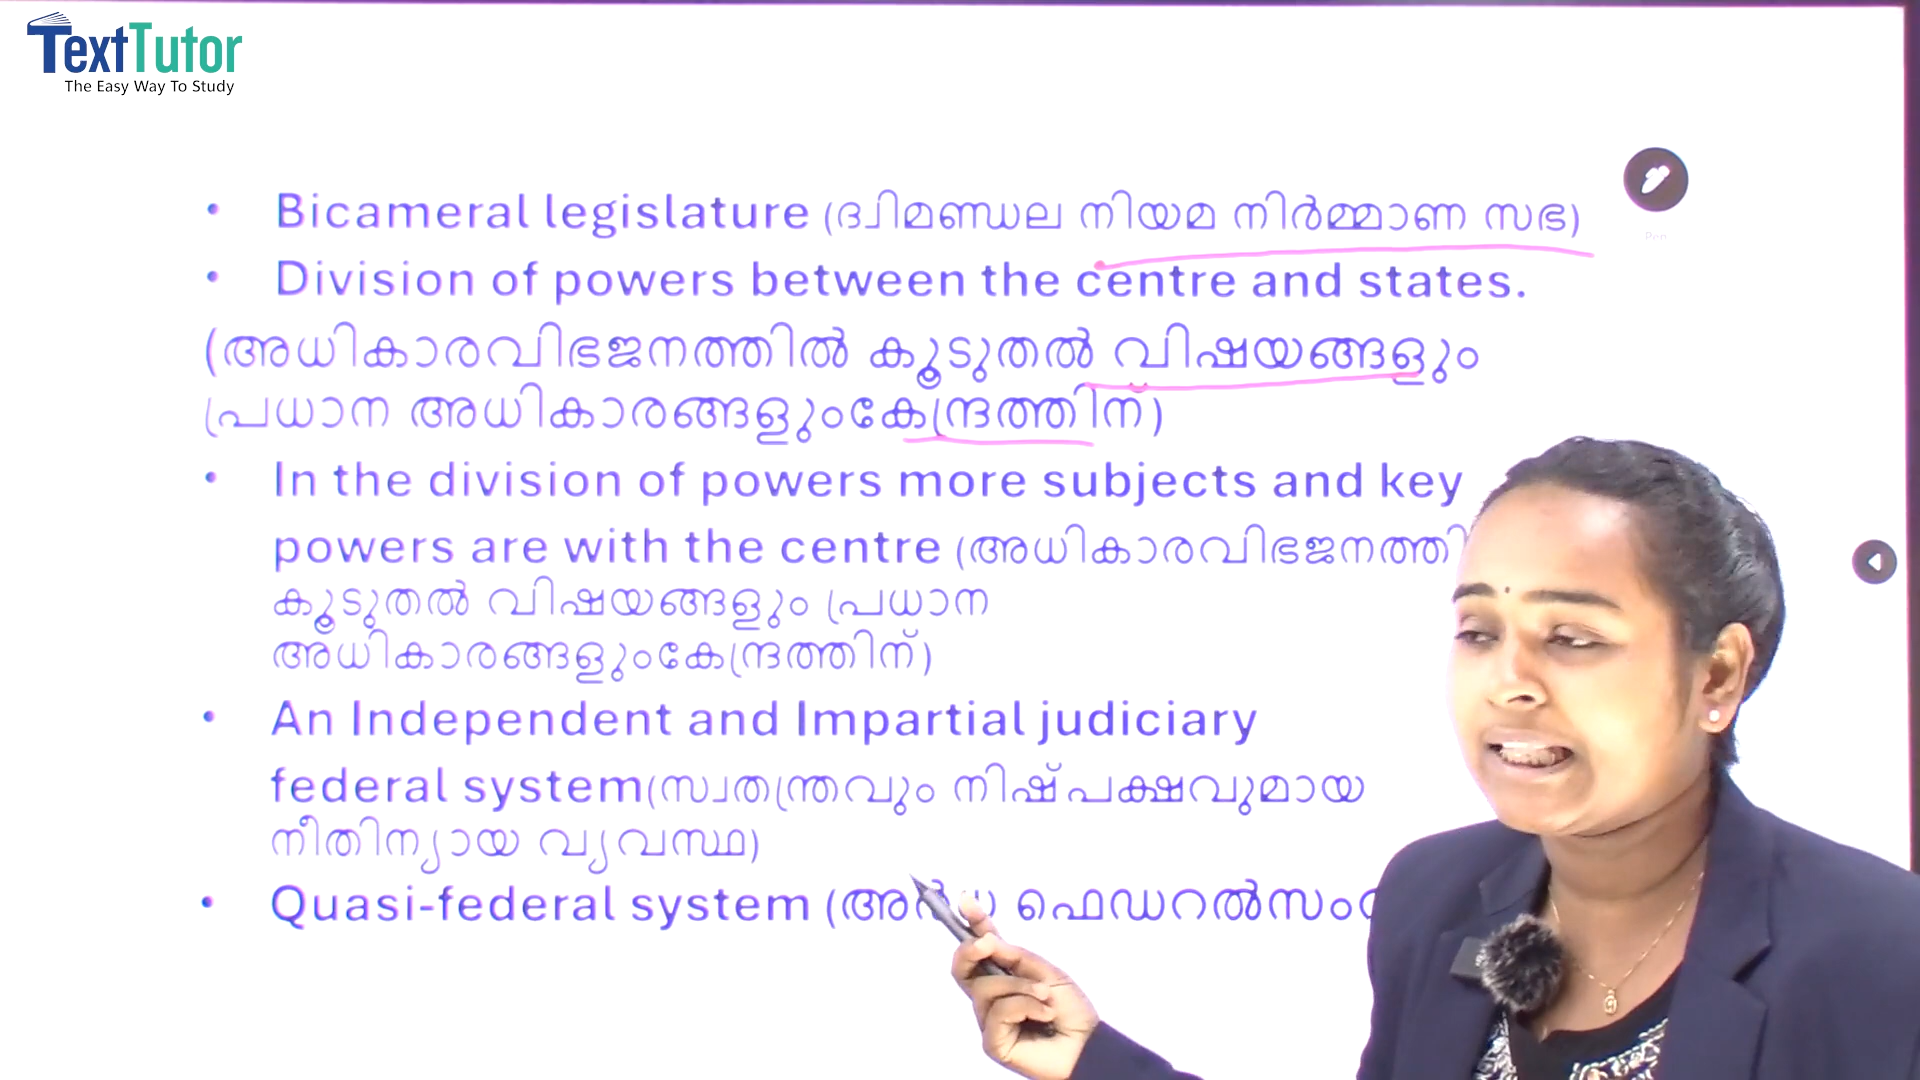 TextTutor
The Easy Way To Study
• Bicameral legislature (ദ്വിമണ്ഡല നിയമ നിർമ്മാണ സഭ)
• Division of powers between the centre and states.
(അധികാരവിഭജനത്തിൽ കൂടുതൽ വിഷയങ്ങളും
പ്രധാന അധികാരങ്ങളുംകേന്ദ്രത്തിന്)
• In the division of powers more subjects and key
powers are with the centre (അധികാരവിഭജനത്തി
കൂടുതൽ വിഷയങ്ങളും പ്രധാന
അധികാരങ്ങളുംകേന്ദ്രത്തിന്)
• An Independent and Impartial judiciary
federal system(സ്വതന്ത്രവും നിഷ്പക്ഷവുമായ
നീതിന്യായ വ്യവസ്ഥ)
• Quasi-federal system (
Pen